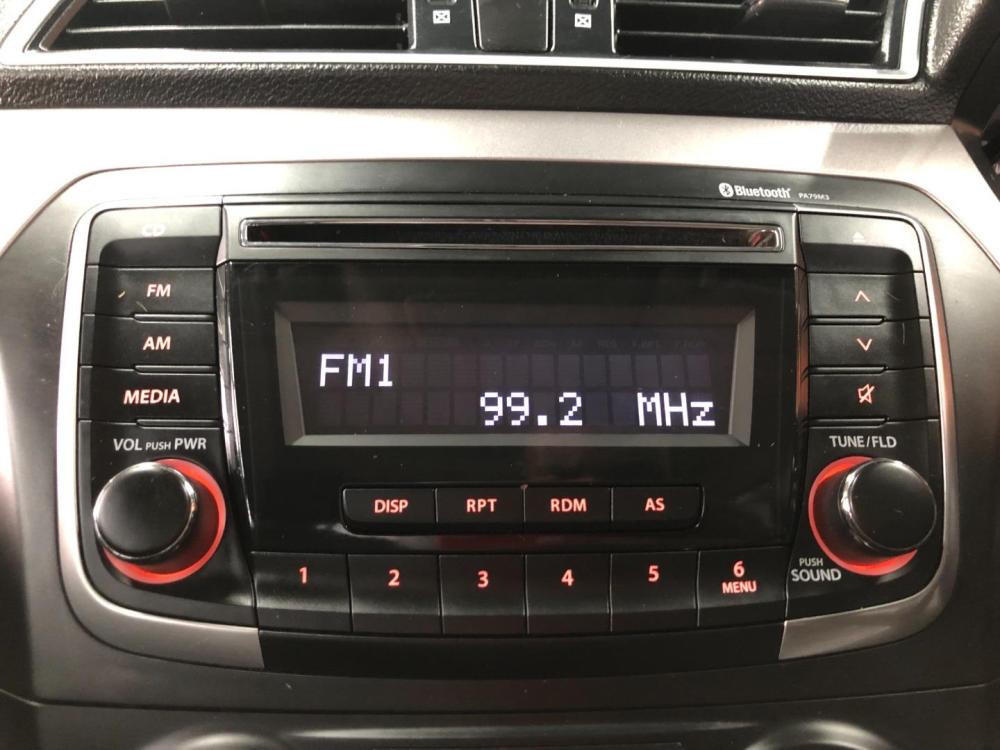 Bluetooth PA79M3
CD
FM
AM
MEDIA
VOL PUSH PWR
FM1
99.2 MHz
TUNE/FLD
DISP RPT RDM AS
PUSH
SOUND
1 2 3 4 5 6
MENU